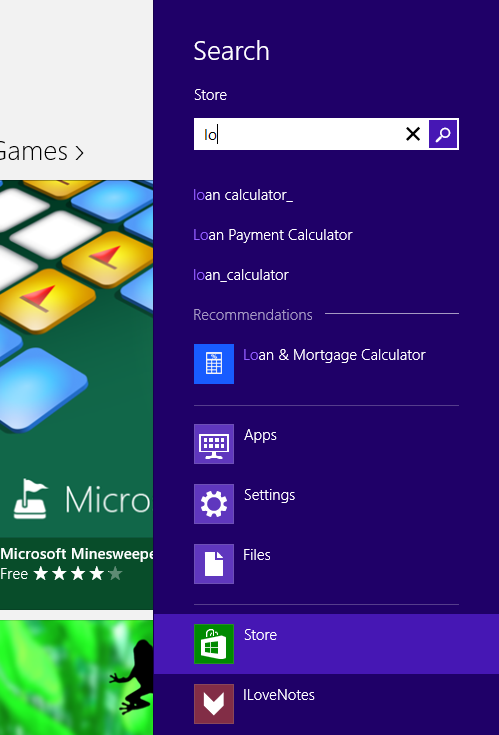 Search
Store
lo
loan calculator_
Loan Payment Calculator
loan_calculator
Recommendations
Loan & Mortgage Calculator
Apps
Settings
Files
Store
ILoveNotes
Games
Micro
Microsoft Minesweepe
Free